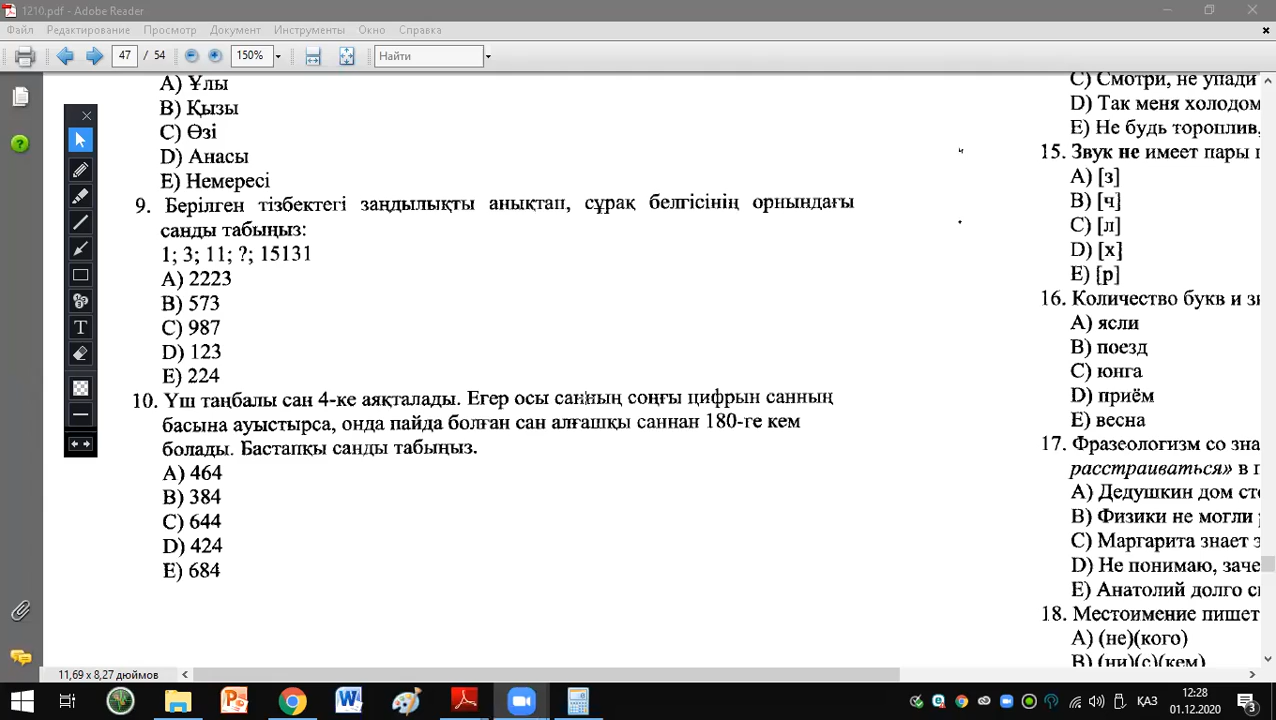 1210.pdf - Adobe Reader
Файл Редактирование Просмотр Документ Инструменты Окно Справка
47 / 54 150% Найти
A) Ұлы
B) Қызы
C) Өзі
D) Анасы
E) Немересі
9. Берілген тізбектегі заңдылықты анықтап, сұрақ белгісінің орнындағы
санды табыңыз:
1; 3; 11; ?; 15131
A) 2223
B) 573
C) 987
D) 123
E) 224
10. Үш таңбалы сан 4-ке аяқталады. Егер осы санның соңғы цифрын санның
басына ауыстырса, онда пайда болған сан алғашқы саннан 180-ге кем
болады. Бастапқы санды табыңыз.
A) 464
B) 384
C) 644
D) 424
E) 684
C) Смотри, не упади
D) Так меня холодом
E) Не будь тороплив,
15. Звук не имеет пары
A) [з]
B) [ч]
C) [л]
D) [х]
E) [р]
16. Количество букв и
A) ясли
B) поезд
C) юнга
D) приём
E) весна
17. Фразеологизм со
расстраиваться» в
A) Дедушкин дом
B) Физики не могли
C) Маргарита знает
D) Не понимаю,
E) Анатолий долго
18. Местоимение
A) (не)(кого)
B) (ни)(с)(кем)
11,69 x 8,27 дюймов
ҚАЗ
12:28
01.12.2020
3